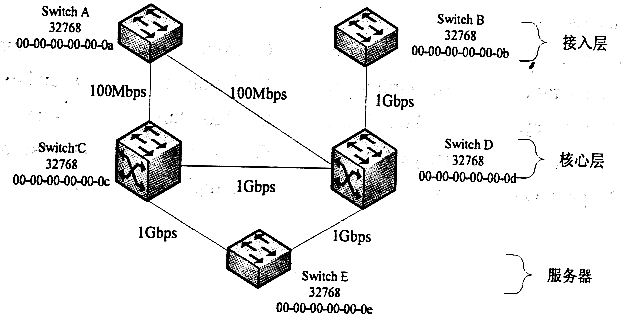 Switch A
32768
00-00-00-00-00-0a
Switch B
32768
00-00-00-00-00-0b
接入层
100Mbps
100Mbps
1Gbps
Switch C
32768
00-00-00-00-00-0c
Switch D
32768
00-00-00-00-00-0d
核心层
1Gbps
1Gbps
1Gbps
Switch E
32768
00-00-00-00-00-0e
服务器